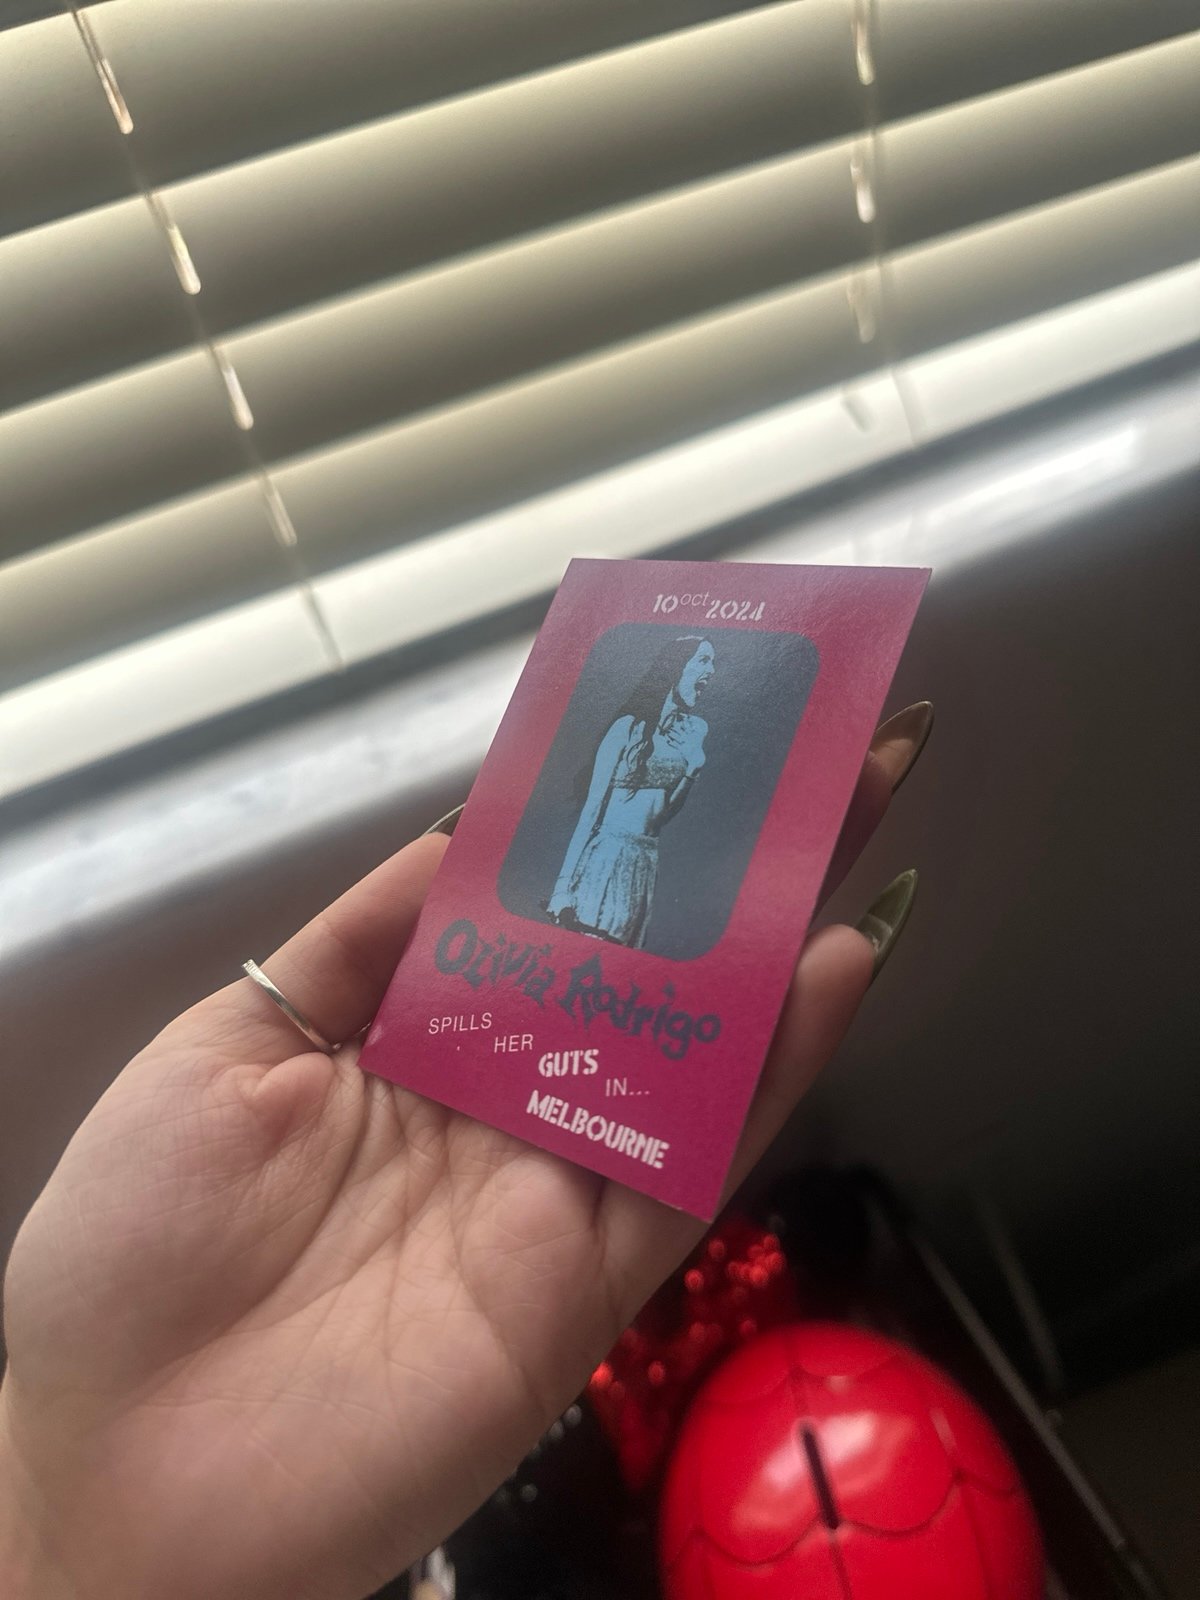 10 oct 2024
Olivia Rodrigo
SPILLS
HER
GUTS
IN...
MELBOURNE